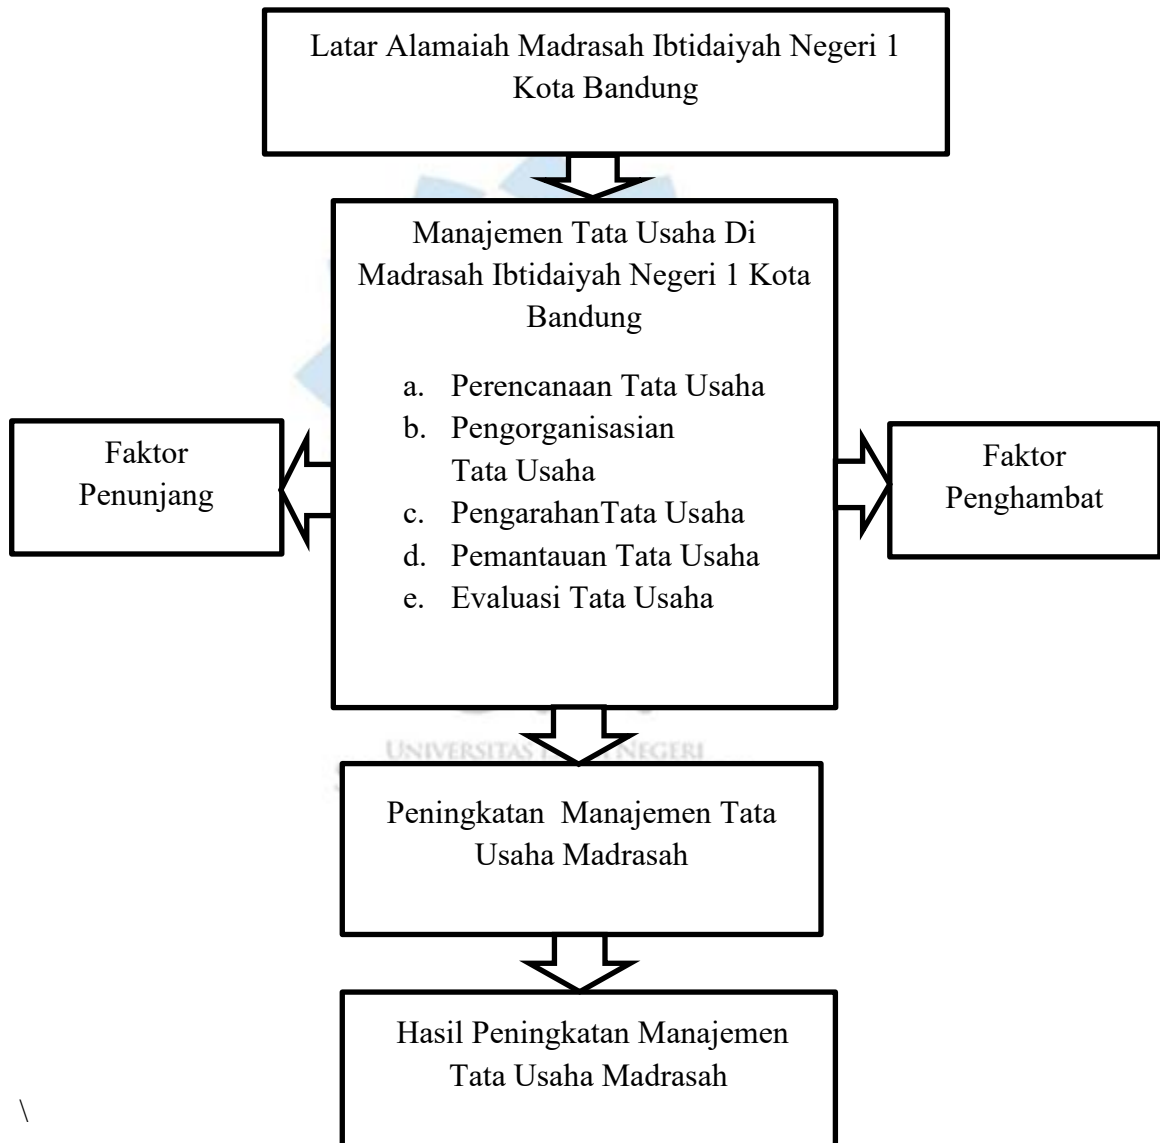 Latar Alamaiah Madrasah Ibtidaiyah Negeri 1
Kota Bandung
Manajemen Tata Usaha Di
Madrasah Ibtidaiyah Negeri 1 Kota
Bandung
a. Perencanaan Tata Usaha
b. Pengorganisasian
Tata Usaha
c. PengarahanTata Usaha
d. Pemantauan Tata Usaha
e. Evaluasi Tata Usaha
Faktor
Penunjang
Faktor
Penghambat
UNIVERSITAS NEGERI
Peningkatan Manajemen Tata
Usaha Madrasah
Hasil Peningkatan Manajemen
Tata Usaha Madrasah
\